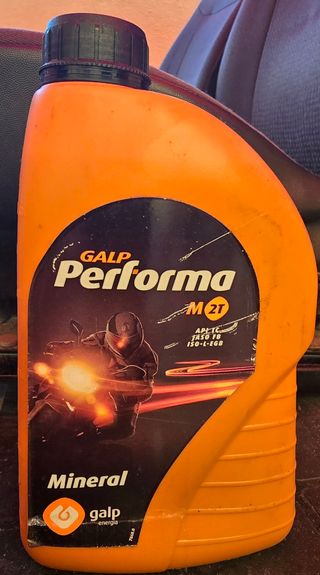 GALP
Performa
M 2T
API TC
JASO FB
ISO-L-EGB
Mineral
galp
energia